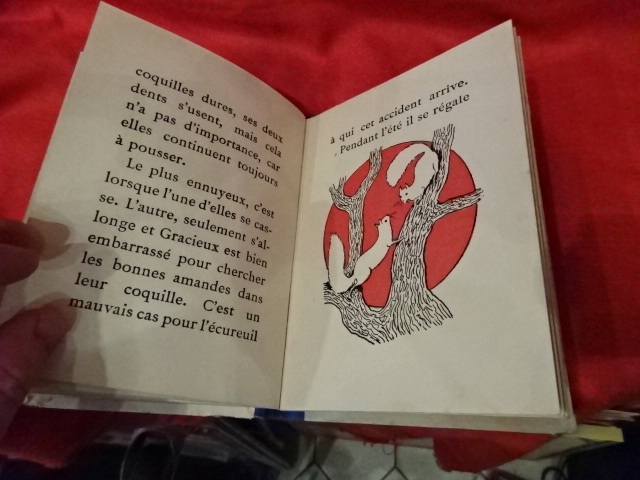 coquilles dures, ses deux
dents s'usent, mais cela
n'a pas d'importance, car
elles continuent toujours
à pousser.
Le plus ennuyeux, c'est
lorsque l'une d'elles se cas-
se. L'autre, seulement s'al-
longe et Gracieux est bien
embarrassé pour chercher
les bonnes amandes dans
leur coquille. C'est un
mauvais cas pour l'écureuil
à qui cet accident arrive.
Pendant l'été il se régale